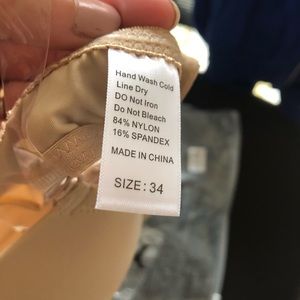 Hand Wash Cold
Line Dry
DO Not Iron
Do Not Bleach
84% NYLON
16% SPANDEX
MADE IN CHINA
SIZE : 34